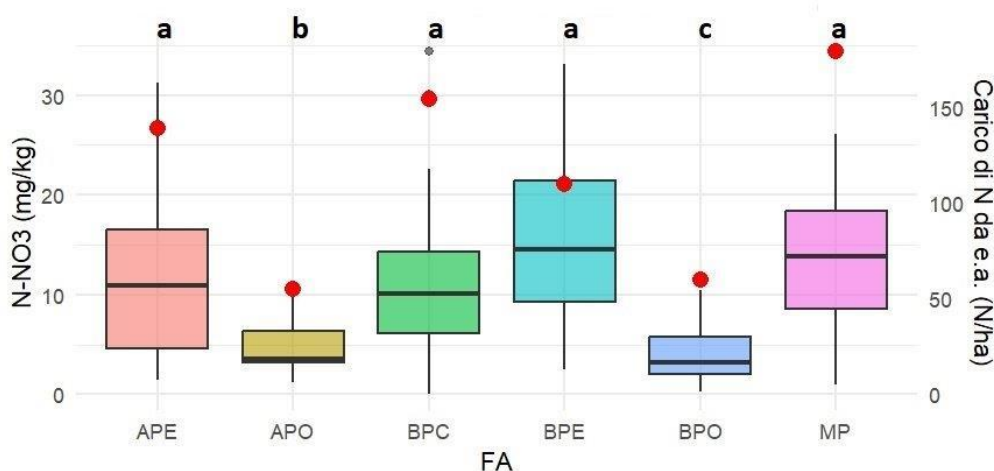 a b a a c a
N-NO3 (mg/kg)
30
20
10
0
Carico di N da e.a. (N/ha)
150
100
50
0
APE APO BPC BPE BPO MP
FA